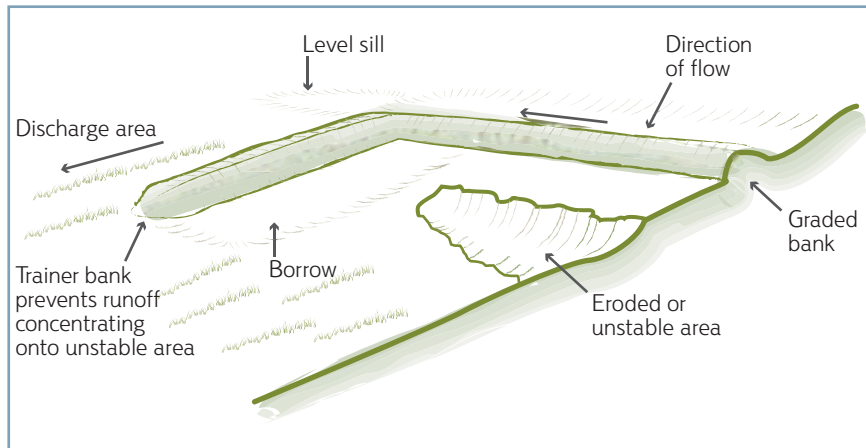 Level sill
Direction
of flow
Discharge area
Graded
bank
Borrow
Trainer bank
prevents runoff
concentrating
onto unstable area
Eroded or
unstable area